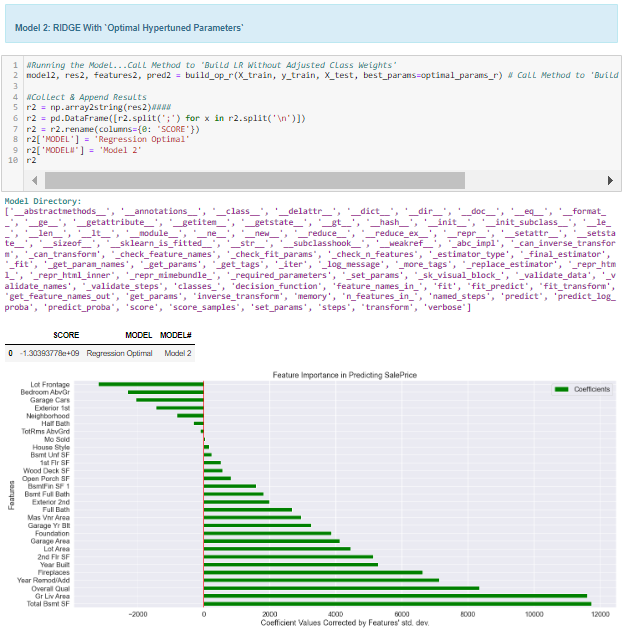 Model 2: RIDGE With `Optimal Hypertuned Parameters`
1 #Running the Model...Call Method to 'Build LR Without Adjusted Class Weights'
2 model2, res2, features2, pred2 = build_op_r(X_train, y_train, X_test, best_params=optimal_params_r) # Call Method to 'Build
3
4 #Collect & Append Results
5 r2 = np.array2string(res2)####
6 r2 = pd.DataFrame([r2.split(';') for x in r2.split('\n')])
7 r2 = r2.rename(columns={0: 'SCORE'})
8 r2['MODEL'] = 'Regression Optimal'
9 r2['MODEL#'] = 'Model 2'
10 r2
Model Directory:
['__abstractmethods__', '__annotations__', '__class__', '__delattr__', '__dict__', '__dir__', '__doc__', '__eq__', '__format_
_', '__ge__', '__getattribute__', '__getitem__', '__getstate__', '__gt__', '__hash__', '__init__', '__init_subclass__', '__le_
_', '__len__', '__lt__', '__module__', '__ne__', '__new__', '__reduce__', '__reduce_ex__', '__repr__', '__setattr__', '__setsta
te__', '__sizeof__', '__sklearn_is_fitted__', '__str__', '__subclasshook__', '__weakref__', '_abc_impl', '_can_inverse_transfor
m', '_can_transform', '_check_feature_names', '_check_fit_params', '_check_n_features', '_estimator_type', '_final_estimator',
'_fit', '_get_param_names', '_get_params', '_get_tags', '_iter', '_log_message', '_more_tags', '_replace_estimator', '_repr_htm
l_', '_repr_html_inner', '_repr_mimebundle_', '_required_parameters', '_set_params', '_sk_visual_block_', '_validate_data', '_v
alidate_names', '_validate_steps', 'classes_', 'decision_function', 'feature_names_in_', 'fit', 'fit_predict', 'fit_transform',
'get_feature_names_out', 'get_params', 'inverse_transform', 'memory', 'n_features_in_', 'named_steps', 'predict', 'predict_log_
proba', 'predict_proba', 'score', 'score_samples', 'set_params', 'steps', 'transform', 'verbose']
SCORE MODEL MODEL#
0 -1.30393778e+09 Regression Optimal Model 2
Feature Importance in Predicting SalePrice
Coefficients
Features
Lot Frontage
Bedroom AbvGr
Garage Cars
Exterior 1st
Neighborhood
Half Bath
TotRms AbvGrd
Mo Sold
House Style
Bsmt Unf SF
1st Flr SF
Wood Deck SF
Open Porch SF
BsmtFin SF 1
Bsmt Full Bath
Exterior 2nd
Full Bath
Mas Vnr Area
Garage Yr Blt
Foundation
Garage Area
Lot Area
2nd Flr SF
Year Built
Fireplaces
Year Remod/Add
Overall Qual
Gr Liv Area
Total Bsmt SF
−2000 0 2000 4000 6000 8000 10000 12000
Coefficient Values Corrected by Features' std. dev.